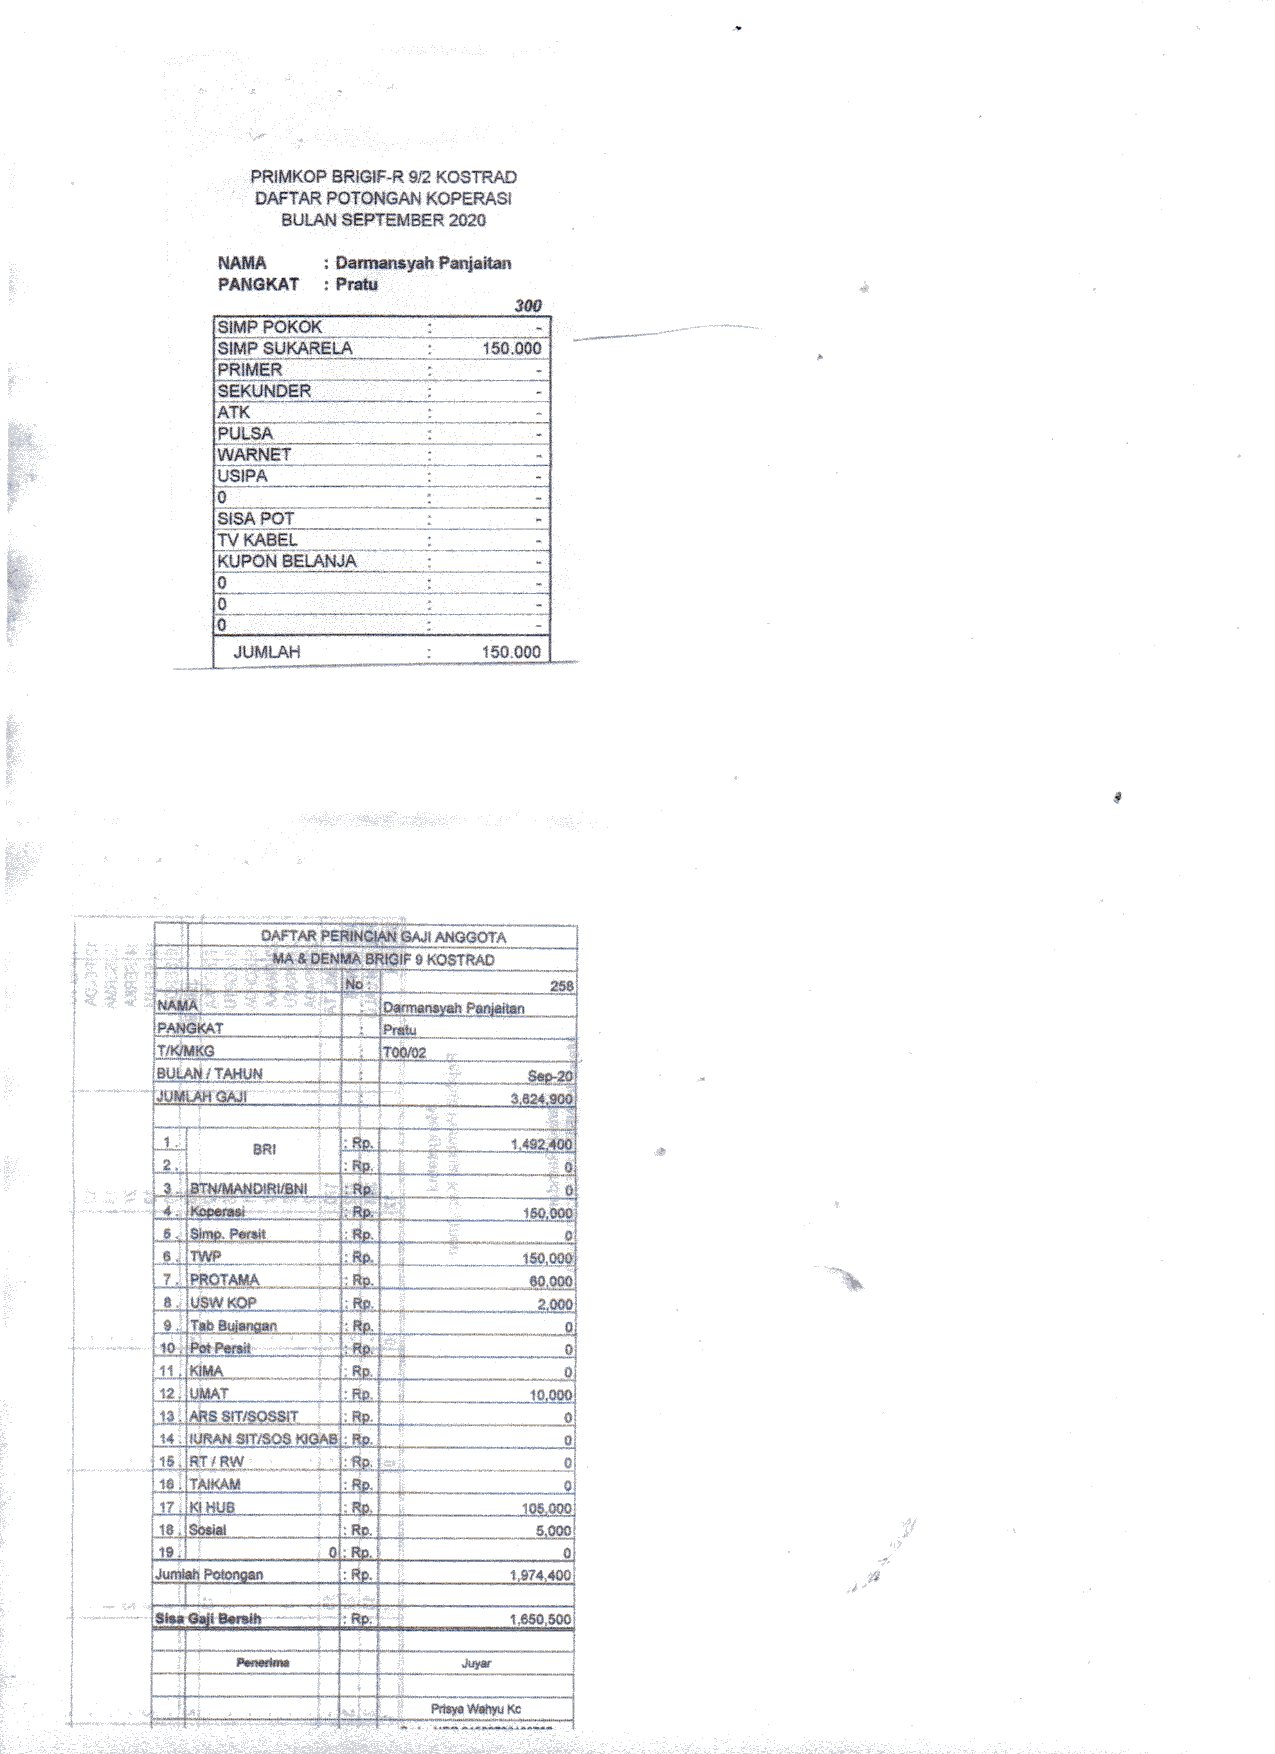 PRIMKOP BRIGIF-R 9/2 KOSTRAD
DAFTAR POTONGAN KOPERASI
BULAN SEPTEMBER 2020
NAMA : Darmansyah Panjaitan
PANGKAT : Pratu
300
SIMP POKOK : -
SIMP SUKARELA : 150.000
PRIMER : -
SEKUNDER : -
ATK : -
PULSA : -
WARNET : -
USIPA : -
0 : -
SISA POT : -
TV KABEL : -
KUPON BELANJA : -
0 : -
0 : -
0 : -
JUMLAH : 150.000
DAFTAR PERINCIAN GAJI ANGGOTA
MA & DENMA BRIGIF 9 KOSTRAD
No : 258
NAMA : Darmansyah Panjaitan
PANGKAT : Pratu
T/K/MKG : T00/02
BULAN / TAHUN : Sep-20
JUMLAH GAJI : 3,624,900
1 . BRI : Rp. 1,492,400
2 . : Rp. 0
3 . BTN/MANDIRI/BNI : Rp. 0
4 . Koperasi : Rp. 150,000
5 . Simp. Persit : Rp. 0
6 . TWP : Rp. 150,000
7 . PROTAMA : Rp. 60,000
8 . USW KOP : Rp. 2,000
9 . Tab Bujangan : Rp. 0
10 . Pot Persit : Rp. 0
11 . KIMA : Rp. 0
12 . UMAT : Rp. 10,000
13 . ARS SIT/SOSSIT : Rp. 0
14 . IURAN SIT/SOS KIGAB : Rp. 0
15 . RT / RW : Rp. 0
16 . TAIKAM : Rp. 0
17 . KI HUB : Rp. 105,000
18 . Sosial : Rp. 5,000
19 . 0 : Rp. 0
Jumlah Potongan : Rp. 1,974,400
Sisa Gaji Bersih : Rp. 1,650,500
Penerima Juyar
Prisya Wahyu Kc